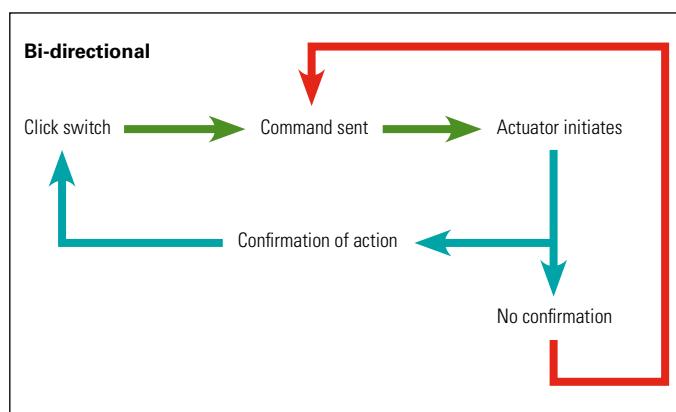 Bi-directional
Click switch
Command sent
Actuator initiates
Confirmation of action
No confirmation